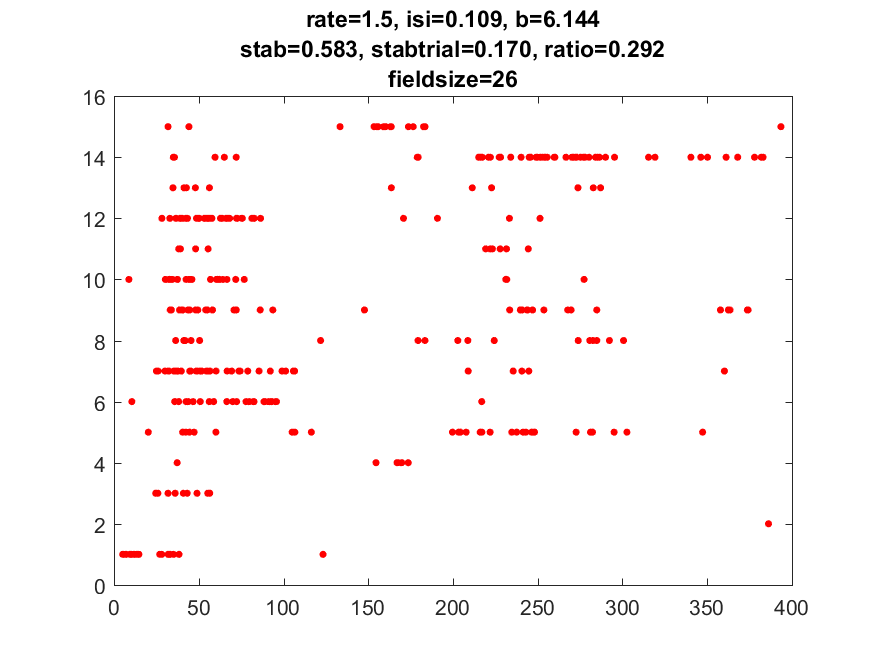 rate=1.5, isi=0.109, b=6.144
stab=0.583, stabtrial=0.170, ratio=0.292
fieldsize=26
16
14
12
10
8
6
4
2
0
0 50 100 150 200 250 300 350 400